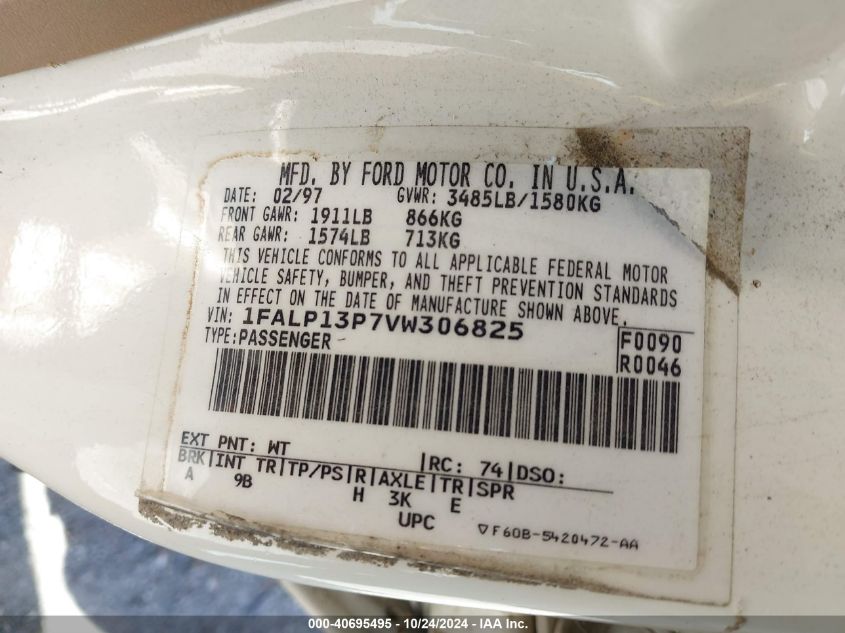 MFD. BY FORD MOTOR CO. IN U.S.A.
DATE: 02/97 GVWR: 3485LB/1580KG
FRONT GAWR: 1911LB 866KG
REAR GAWR: 1574LB 713KG
THIS VEHICLE CONFORMS TO ALL APPLICABLE FEDERAL MOTOR
VEHICLE SAFETY, BUMPER, AND THEFT PREVENTION STANDARDS
IN EFFECT ON THE DATE OF MANUFACTURE SHOWN ABOVE.
VIN: 1FALP13P7VW306825
TYPE: PASSENGER
F0090
R0046
EXT PNT: WT RC: 74 DSO:
BRK INT TR TP/PS R AXLE TR SPR
A 9B H 3K E
UPC
▽F60B-5420472-AA
000-40695495 - 10/24/2024 - IAA Inc.